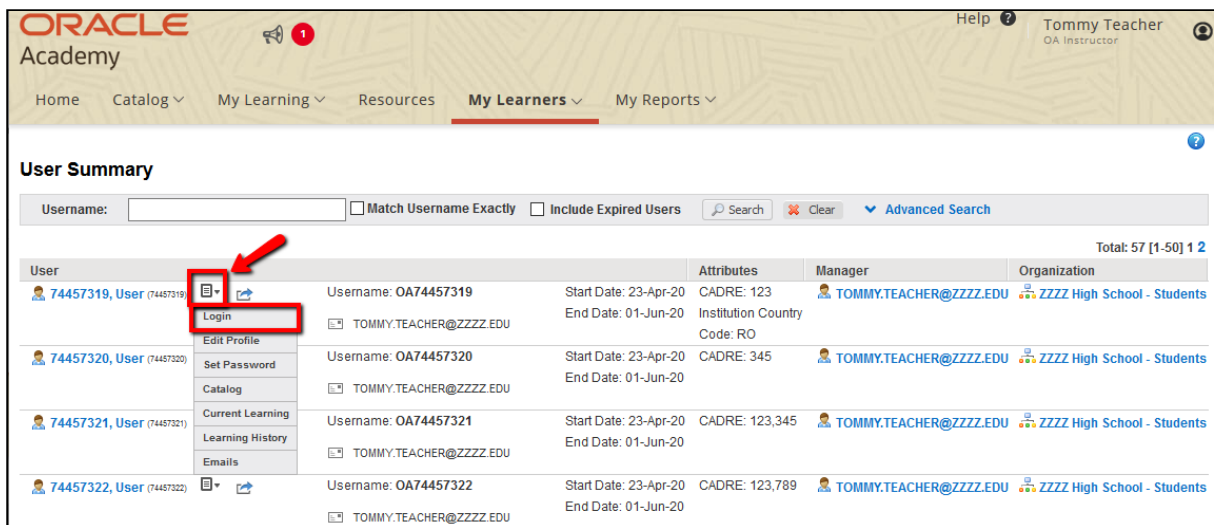 ORACLE
Academy
1
Help ?
Tommy Teacher
OA Instructor
Home Catalog My Learning Resources My Learners My Reports
?
User Summary
Username: Match Username Exactly Include Expired Users Search Clear Advanced Search
Total: 57 [1-50] 1 2
User Attributes Manager Organization
74457319, User (74457319) Username: OA74457319 Start Date: 23-Apr-20 CADRE: 123 TOMMY.TEACHER@ZZZZ.EDU ZZZZ High School - Students
End Date: 01-Jun-20 Institution Country
Login TOMMY.TEACHER@ZZZZ.EDU Code: RO
Edit Profile
74457320, User (74457320) Set Password Username: OA74457320 Start Date: 23-Apr-20 CADRE: 345 TOMMY.TEACHER@ZZZZ.EDU ZZZZ High School - Students
End Date: 01-Jun-20
Catalog TOMMY.TEACHER@ZZZZ.EDU
Current Learning
74457321, User (74457321) Username: OA74457321 Start Date: 23-Apr-20 CADRE: 123,345 TOMMY.TEACHER@ZZZZ.EDU ZZZZ High School - Students
Learning History End Date: 01-Jun-20
Emails TOMMY.TEACHER@ZZZZ.EDU
74457322, User (74457322) Username: OA74457322 Start Date: 23-Apr-20 CADRE: 123,789 TOMMY.TEACHER@ZZZZ.EDU ZZZZ High School - Students
End Date: 01-Jun-20
TOMMY.TEACHER@ZZZZ.EDU